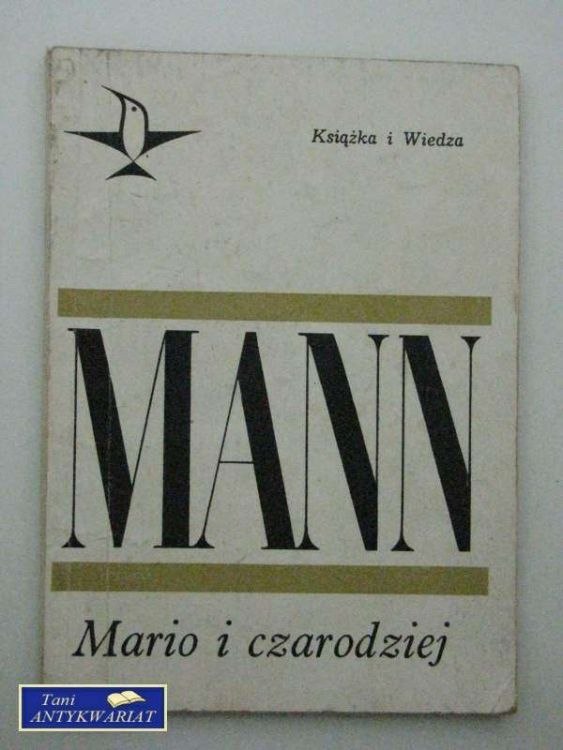 Książka i Wiedza
MANN
Mario i czarodziej
Tani
ANTYKWARIAT